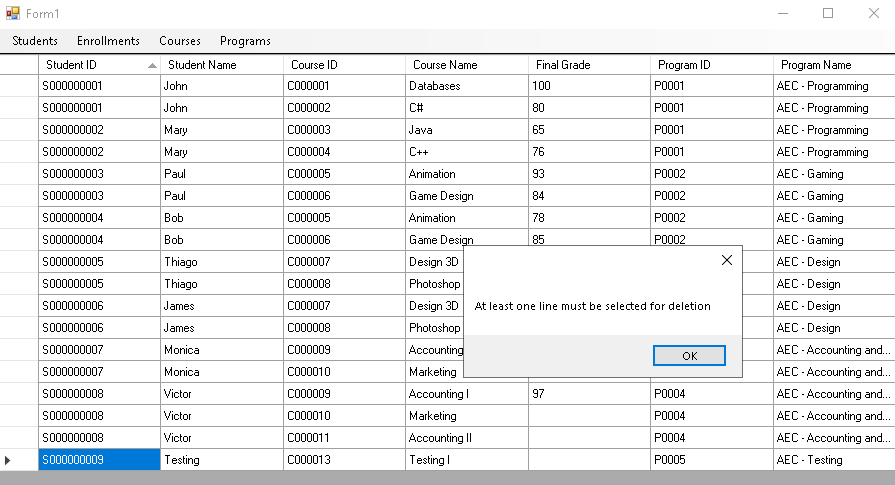 Form1
Students Enrollments Courses Programs
Student ID Student Name Course ID Course Name Final Grade Program ID Program Name
S000000001 John C000001 Databases 100 P0001 AEC - Programming
S000000001 John C000002 C# 80 P0001 AEC - Programming
S000000002 Mary C000003 Java 65 P0001 AEC - Programming
S000000002 Mary C000004 C++ 76 P0001 AEC - Programming
S000000003 Paul C000005 Animation 93 P0002 AEC - Gaming
S000000003 Paul C000006 Game Design 84 P0002 AEC - Gaming
S000000004 Bob C000005 Animation 78 P0002 AEC - Gaming
S000000004 Bob C000006 Game Design 85 P0002 AEC - Gaming
S000000005 Thiago C000007 Design 3D AEC - Design
S000000005 Thiago C000008 Photoshop AEC - Design
S000000006 James C000007 Design 3D AEC - Design
S000000006 James C000008 Photoshop AEC - Design
S000000007 Monica C000009 Accounting AEC - Accounting and...
S000000007 Monica C000010 Marketing AEC - Accounting and...
S000000008 Victor C000009 Accounting I 97 P0004 AEC - Accounting and...
S000000008 Victor C000010 Marketing P0004 AEC - Accounting and...
S000000008 Victor C000011 Accounting II P0004 AEC - Accounting and...
S000000009 Testing C000013 Testing I P0005 AEC - Testing
At least one line must be selected for deletion
OK